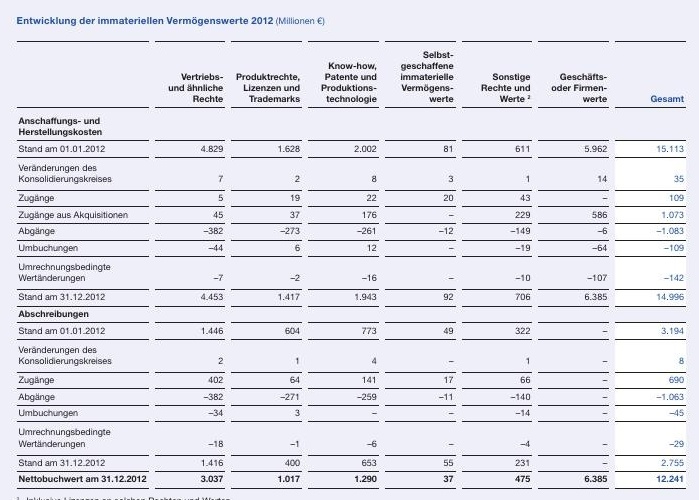 Entwicklung der immateriellen Vermögenswerte 2012 (Millionen €)
Vertriebs- und ähnliche Rechte Produktrechte, Lizenzen und Trademarks Know-how, Patente und Produktions- technologie Selbst- geschaffene immaterielle Vermögens- werte Sonstige Rechte und Werte ² Geschäfts- oder Firmen- werte Gesamt
Anschaffungs- und
Herstellungskosten
Stand am 01.01.2012 4.829 1.628 2.002 81 611 5.962 15.113
Veränderungen des
Konsolidierungskreises 7 2 8 3 1 14 35
Zugänge 5 19 22 20 43 – 109
Zugänge aus Akquisitionen 45 37 176 – 229 586 1.073
Abgänge –382 –273 –261 –12 –149 –6 –1.083
Umbuchungen –44 6 12 – –19 –64 –109
Umrechnungsbedingte
Wertänderungen –7 –2 –16 – –10 –107 –142
Stand am 31.12.2012 4.453 1.417 1.943 92 706 6.385 14.996
Abschreibungen
Stand am 01.01.2012 1.446 604 773 49 322 – 3.194
Veränderungen des
Konsolidierungskreises 2 1 4 – 1 – 8
Zugänge 402 64 141 17 66 – 690
Abgänge –382 –271 –259 –11 –140 – –1.063
Umbuchungen –34 3 – – –14 – –45
Umrechnungsbedingte
Wertänderungen –18 –1 –6 – –4 – –29
Stand am 31.12.2012 1.416 400 653 55 231 – 2.755
Nettobuchwert am 31.12.2012 3.037 1.017 1.290 37 475 6.385 12.241